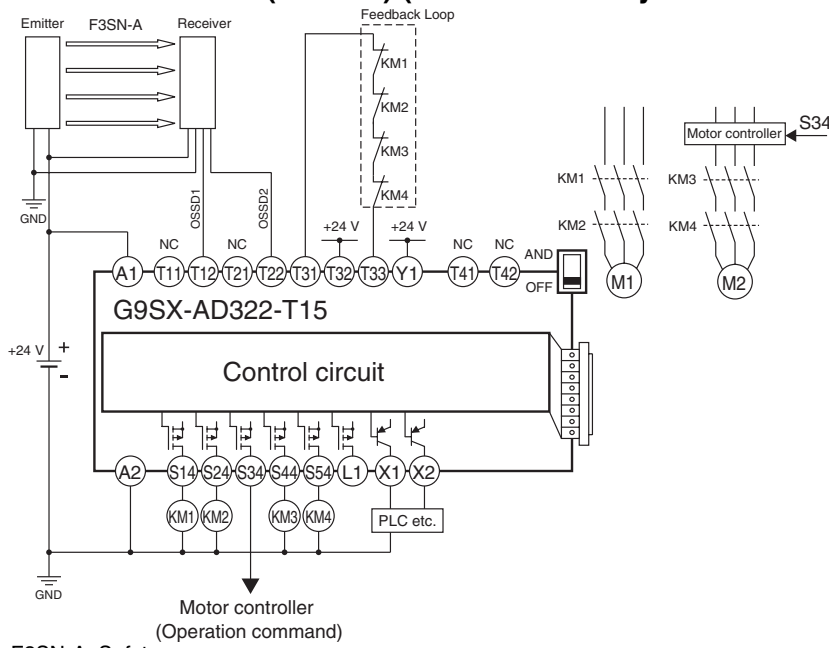 Feedback Loop
Emitter F3SN-A Receiver
KM1
KM2
KM3
KM4
Motor controller
S34
KM1
KM2
KM3
KM4
M1
M2
GND
OSSD1
OSSD2
+24 V
+24 V
NC
NC
NC
NC
A1 T11 T12 T21 T22 T31 T32 T33 Y1 T41 T42
AND
OFF
G9SX-AD322-T15
+24 V
+
-
Control circuit
A2 S14 S24 S34 S44 S54 L1 X1 X2
KM1 KM2 KM3 KM4
PLC etc.
GND
Motor controller
(Operation command)